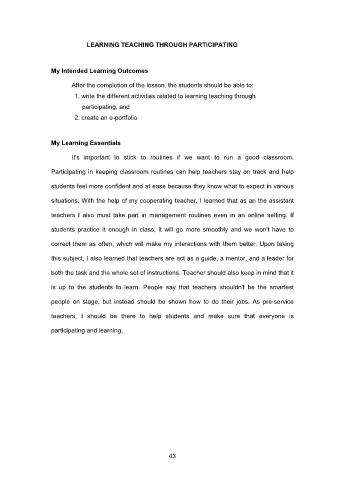 LEARNING TEACHING THROUGH PARTICIPATING
My Intended Learning Outcomes
After the completion of the lesson, the students should be able to:
1. write the different activities related to learning teaching through
participating; and
2. create an e-portfolio
My Learning Essentials
It's important to stick to routines if we want to run a good classroom.
Participating in keeping classroom routines can help teachers stay on track and help
students feel more confident and at ease because they know what to expect in various
situations. With the help of my cooperating teacher, I learned that as an the assistant
teachers I also must take part in management routines even in an online setting. If
students practice it enough in class, it will go more smoothly and we won't have to
correct them as often, which will make my interactions with them better. Upon taking
this subject, I also learned that teachers are act as a guide, a mentor, and a leader for
both the task and the whole set of instructions. Teacher should also keep in mind that it
is up to the students to learn. People say that teachers shouldn't be the smartest
people on stage, but instead should be shown how to do their jobs. As pre-service
teachers, I should be there to help students and make sure that everyone is
participating and learning.
43